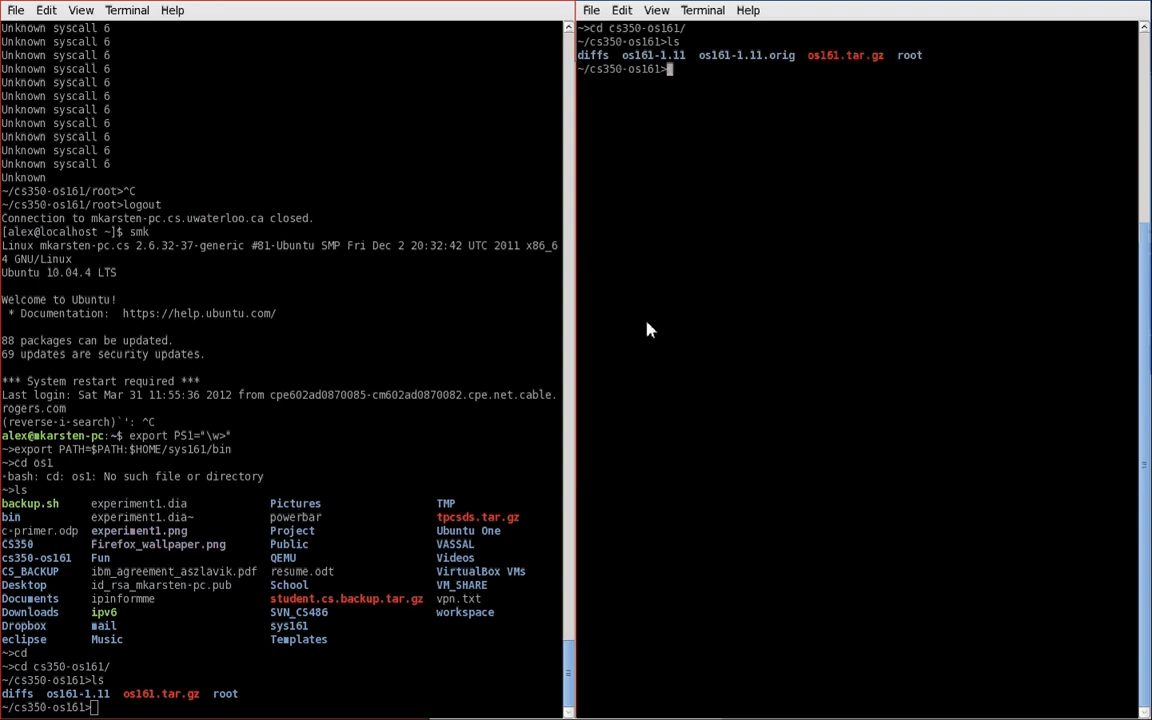 File Edit View Terminal Help
Unknown syscall 6
Unknown syscall 6
Unknown syscall 6
Unknown syscall 6
Unknown syscall 6
Unknown syscall 6
Unknown syscall 6
Unknown syscall 6
Unknown syscall 6
Unknown syscall 6
Unknown syscall 6
Unknown
~/cs350-os161/root>^C
~/cs350-os161/root>logout
Connection to mkarsten-pc.cs.uwaterloo.ca closed.
[alex@localhost ~]$ smk
Linux mkarsten-pc.cs 2.6.32-37-generic #81-Ubuntu SMP Fri Dec 2 20:32:42 UTC 2011 x86_6
4 GNU/Linux
Ubuntu 10.04.4 LTS
Welcome to Ubuntu!
* Documentation: https://help.ubuntu.com/
88 packages can be updated.
69 updates are security updates.
*** System restart required ***
Last login: Sat Mar 31 11:55:36 2012 from cpe602ad0870085-cm602ad0870082.cpe.net.cable.
rogers.com
(reverse-i-search)`': ^C
alex@mkarsten-pc:~$ export PS1="\w>"
~>export PATH=$PATH:$HOME/sys161/bin
~>cd os1
-bash: cd: os1: No such file or directory
~>ls
backup.sh experiment1.dia Pictures TMP
bin experiment1.dia~ powerbar tpcsds.tar.gz
c-primer.odp experiment1.png Project Ubuntu One
CS350 Firefox_wallpaper.png Public VASSAL
cs350-os161 Fun QEMU Videos
CS_BACKUP ibm_agreement_aszlavik.pdf resume.odt VirtualBox VMs
Desktop id_rsa_mkarsten-pc.pub School VM_SHARE
Documents ipinformme student.cs.backup.tar.gz vpn.txt
Downloads ipv6 SVN_CS486 workspace
Dropbox mail sys161
eclipse Music Templates
~>cd
~>cd cs350-os161/
~/cs350-os161>ls
diffs os161-1.11 os161.tar.gz root
~/cs350-os161>
File Edit View Terminal Help
~>cd cs350-os161/
~/cs350-os161>ls
diffs os161-1.11 os161-1.11.orig os161.tar.gz root
~/cs350-os161>